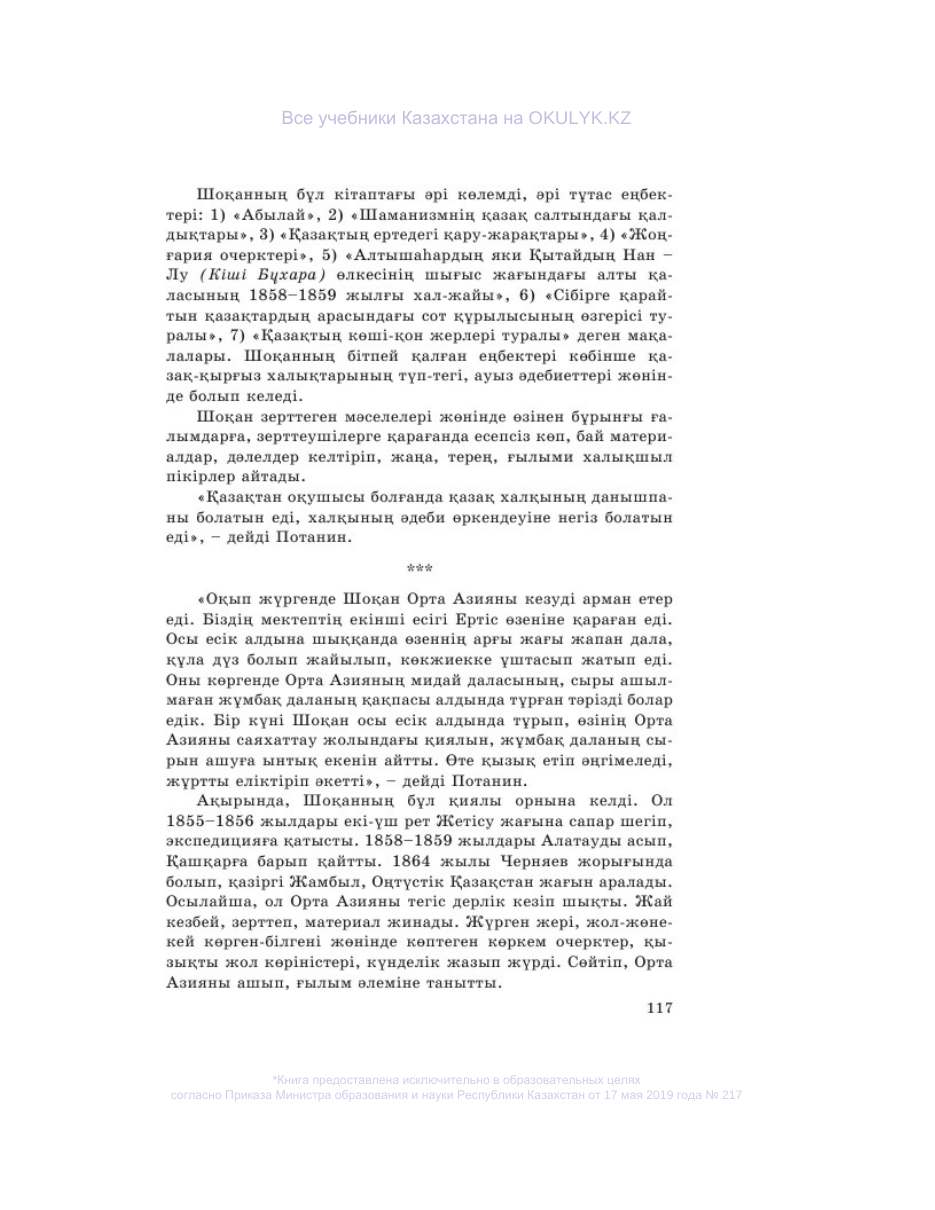 Все учебники Казахстана на OKULYK.KZ
Шоқанның бұл кітаптағы әрі көлемді, әрі тұтас еңбек-
тері: 1) «Абылай», 2) «Шаманизмнің қазақ салтындағы қал-
дықтары», 3) «Қазақтың ертедегі қару-жарақтары», 4) «Жоң-
ғария очерктері», 5) «Алтышаһардың яки Қытайдың Нан –
Лу (Кіші Бұхара) өлкесінің шығыс жағындағы алты қа-
ласының 1858–1859 жылғы хал-жайы», 6) «Сібірге қарай-
тын қазақтардың арасындағы сот құрылысының өзгерісі ту-
ралы», 7) «Қазақтың көші-қон жерлері туралы» деген мақа-
лалары. Шоқанның бітпей қалған еңбектері көбінше қа-
зақ-қырғыз халықтарының түп-тегі, ауыз әдебиеттері жөнін-
де болып келеді.
Шоқан зерттеген мәселелері жөнінде өзінен бұрынғы ға-
лымдарға, зерттеушілерге қарағанда есепсіз көп, бай матери-
алдар, дәлелдер келтіріп, жаңа, терең, ғылыми халықшыл
пікірлер айтады.
«Қазақтан оқушысы болғанда қазақ халқының данышпа-
ны болатын еді, халқының әдеби өркендеуіне негіз болатын
еді», – дейді Потанин.
***
«Оқып жүргенде Шоқан Орта Азияны кезуді арман етер
еді. Біздің мектептің екінші есігі Ертіс өзеніне қараған еді.
Осы есік алдына шыққанда өзеннің арғы жағы жапан дала,
құла дүз болып жайылып, көкжиекке ұштасып жатып еді.
Оны көргенде Орта Азияның мидай даласының, сыры ашыл-
маған жұмбақ даланың қақпасы алдында тұрған тәрізді болар
едік. Бір күні Шоқан осы есік алдында тұрып, өзінің Орта
Азияны саяхаттау жолындағы қиялын, жұмбақ даланың сы-
рын ашуға ынтық екенін айтты. Өте қызық етіп әңгімеледі,
жұртты еліктіріп әкетті», – дейді Потанин.
Ақырында, Шоқанның бұл қиялы орнына келді. Ол
1855–1856 жылдары екі-үш рет Жетісу жағына сапар шегіп,
экспедицияға қатысты. 1858–1859 жылдары Алатауды асып,
Қашқарға барып қайтты. 1864 жылы Черняев жорығында
болып, қазіргі Жамбыл, Оңтүстік Қазақстан жағын аралады.
Осылайша, ол Орта Азияны тегіс дерлік кезіп шықты. Жай
кезбей, зерттеп, материал жинады. Жүрген жері, жол-жөне-
кей көрген-білгені жөнінде көптеген көркем очерктер, қы-
зықты жол көріністері, күнделік жазып жүрді. Сөйтіп, Орта
Азияны ашып, ғылым әлеміне танытты.
117
*Книга предоставлена исключительно в образовательных целях
согласно Приказа Министра образования и науки Республики Казахстан от 17 мая 2019 года № 217